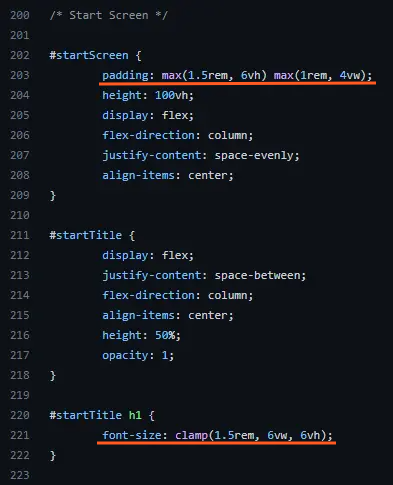 200 /* Start Screen */
201
202 #startScreen {
203 padding: max(1.5rem, 6vh) max(1rem, 4vw);
204 height: 100vh;
205 display: flex;
206 flex-direction: column;
207 justify-content: space-evenly;
208 align-items: center;
209 }
210
211 #startTitle {
212 display: flex;
213 justify-content: space-between;
214 flex-direction: column;
215 align-items: center;
216 height: 50%;
217 opacity: 1;
218 }
219
220 #startTitle h1 {
221 font-size: clamp(1.5rem, 6vw, 6vh);
222 }
223